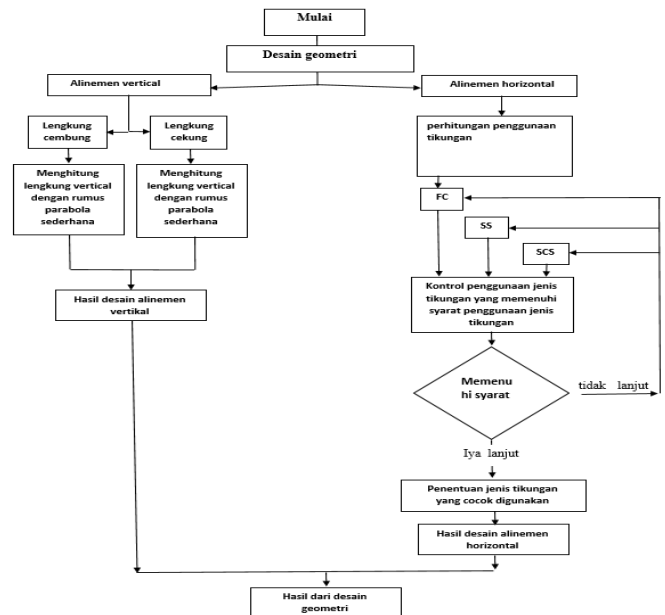 Mulai
Desain geometri
Alinemen vertical
Alinemen horizontal
Lengkung
cembung
Lengkung
cekung
perhitungan penggunaan
tikungan
Menghitung
lengkung vertical
dengan rumus
parabola
sederhana
Menghitung
lengkung vertical
dengan rumus
parabola
sederhana
FC
SS
SCS
Hasil desain alinemen
vertikal
Kontrol penggunaan jenis
tikungan yang memenuhi
syarat penggunaan jenis
tikungan
Memenu
hi syarat
tidak lanjut
Iya lanjut
Penentuan jenis tikungan
yang cocok digunakan
Hasil desain alinemen
horizontal
Hasil dari desain
geometri